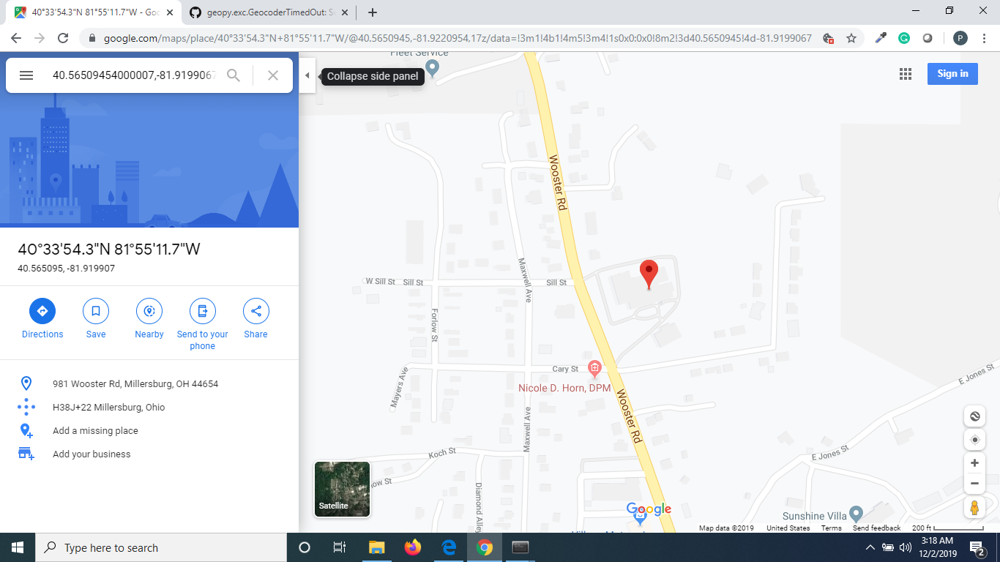 40°33'54.3"N 81°55'11.7"W - Goo
geopy.exc.GeocoderTimedOut: S
google.com/maps/place/40°33'54.3"N+81°55'11.7"W/@40.5650945,-81.9220954,17z/data=!3m1!4b1!4m5!3m4!1s0x0:0x0!8m2!3d40.5650945!4d-81.9199067
P
40.56509454000007,-81.9199067
Collapse side panel
Sign in
40°33'54.3"N 81°55'11.7"W
40.565095, -81.919907
Directions
Save
Nearby
Send to your
phone
Share
981 Wooster Rd, Millersburg, OH 44654
H38J+22 Millersburg, Ohio
Add a missing place
Add your business
Fleet Service
Wooster Rd
Maxwell Ave
W Sill St
Sill St
Sill St
Forlow St
Cary St
Nicole D. Horn, DPM
Mayers Ave
Wooster Rd
Maxwell Ave
E Jones St
E Jones St
Koch St
ow St
Diamond Alley
Sunshine Villa
Satellite
Google
Map data ©2019
United States
Terms
Send feedback
200 ft
Type here to search
3:18 AM
12/2/2019
2